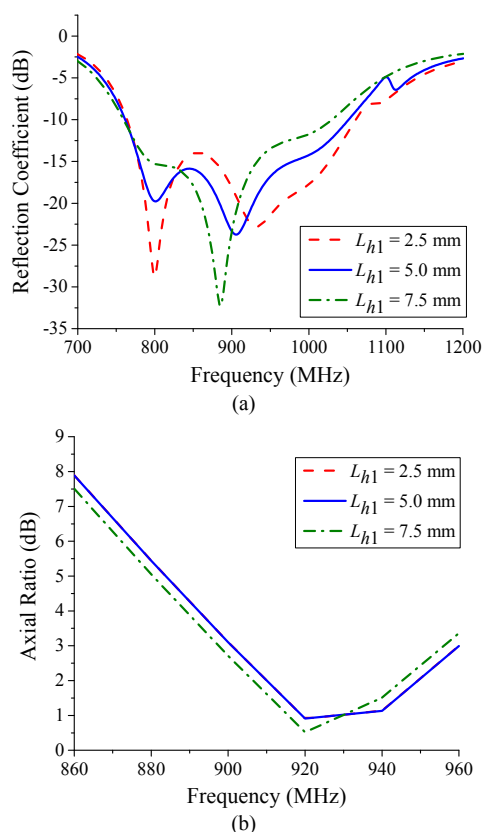 0
-5
-10
-15
-20
-25
-30
-35
Reflection Coefficient (dB)
L_h1 = 2.5 mm
L_h1 = 5.0 mm
L_h1 = 7.5 mm
700 800 900 1000 1100 1200
Frequency (MHz)
(a)
9
8
7
6
5
4
3
2
1
0
Axial Ratio (dB)
L_h1 = 2.5 mm
L_h1 = 5.0 mm
L_h1 = 7.5 mm
860 880 900 920 940 960
Frequency (MHz)
(b)